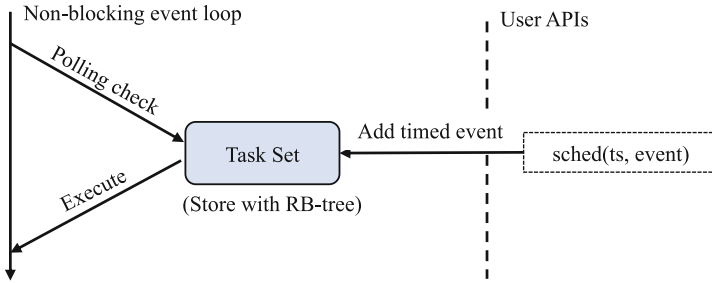 Non-blocking event loop
User APIs
Polling check
Add timed event
Task Set
sched(ts, event)
Execute
(Store with RB-tree)